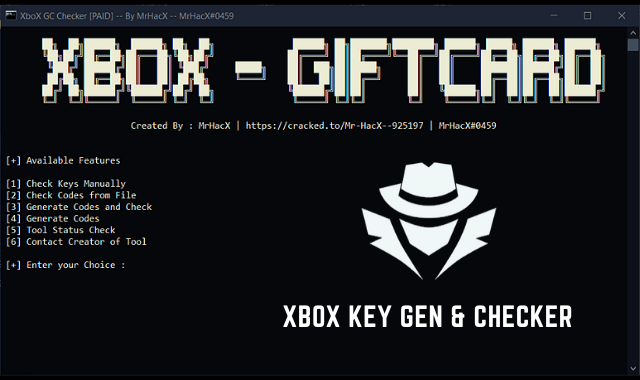 XboX GC Checker [PAID] -- By MrHacX -- MrHacX#0459
XBOX - GIFTCARD
Created By : MrHacX | https://cracked.to/Mr-HacX--925197 | MrHacX#0459
[+] Available Features
[1] Check Keys Manually
[2] Check Codes from File
[3] Generate Codes and Check
[4] Generate Codes
[5] Tool Status Check
[6] Contact Creator of Tool
[+] Enter your Choice :
XBOX KEY GEN & CHECKER